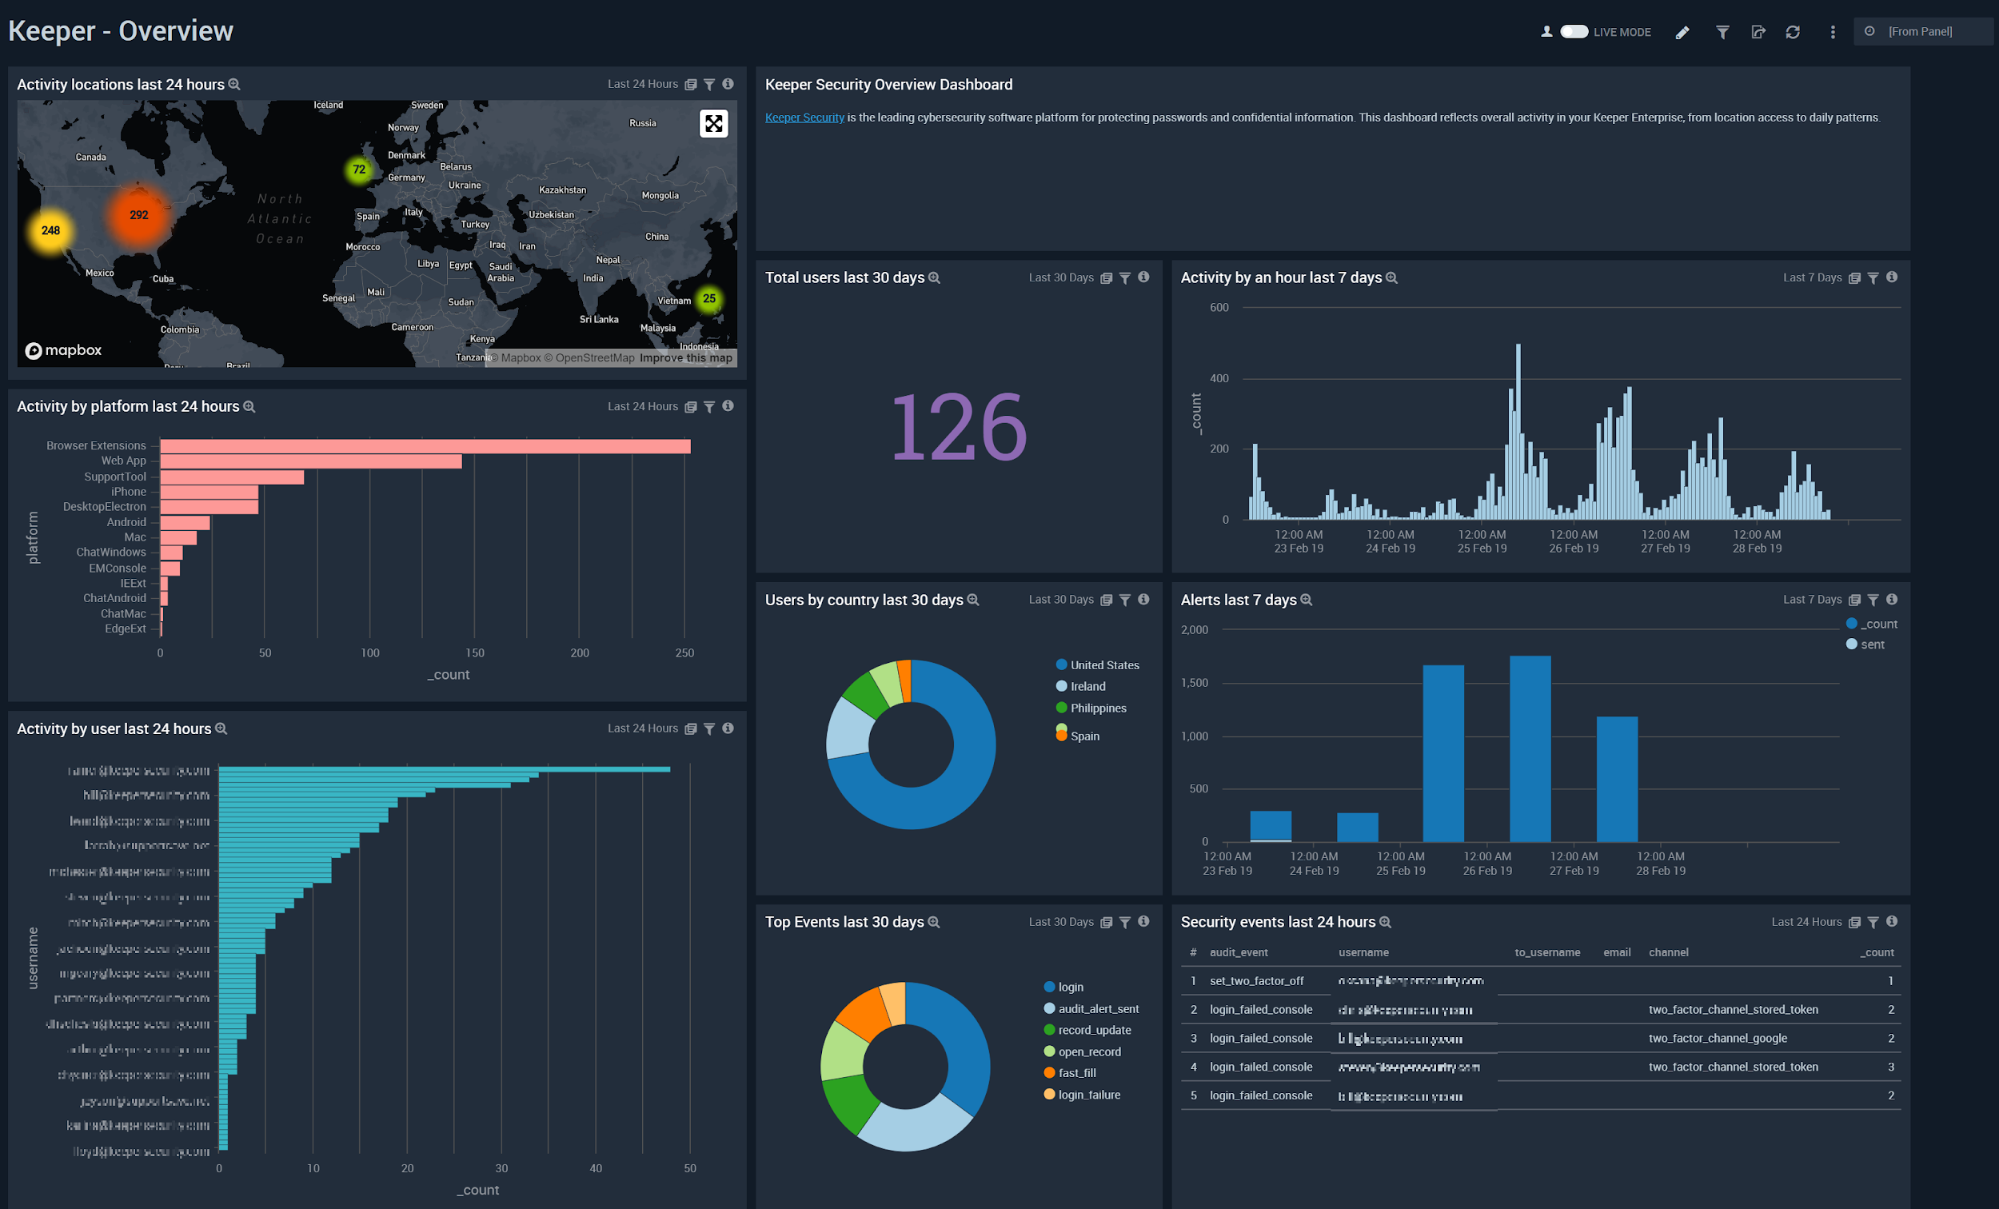 Keeper - Overview
LIVE MODE
[From Panel]
Activity locations last 24 hours
Last 24 Hours
Iceland
Sweden
Norway
Russia
Canada
Denmark
Germany
Belarus
Ukraine
Kazakhstan
Mongolia
72
North
Atlantic
Ocean
292
248
Spain
Italy
Uzbekistan
Turkey
China
Morocco
Iraq
Iran
Mexico
Cuba
Libya
Egypt
Saudi
Arabia
Nepal
India
Senegal
Mali
Sudan
Vietnam
25
Colombia
Cameroon
Sri Lanka
Malaysia
Kenya
Indonesia
mapbox
Tanzania
Brazil
© Mapbox © OpenStreetMap Improve this map
Keeper Security Overview Dashboard
Keeper Security is the leading cybersecurity software platform for protecting passwords and confidential information. This dashboard reflects overall activity in your Keeper Enterprise, from location access to daily patterns.
Total users last 30 days
Last 30 Days
126
Activity by an hour last 7 days
Last 7 Days
600
400
200
0
_count
12:00 AM 12:00 AM 12:00 AM 12:00 AM 12:00 AM 12:00 AM
23 Feb 19 24 Feb 19 25 Feb 19 26 Feb 19 27 Feb 19 28 Feb 19
Activity by platform last 24 hours
Last 24 Hours
platform
Browser Extensions
Web App
SupportTool
iPhone
DesktopElectron
Android
Mac
ChatWindows
EMConsole
IEExt
ChatAndroid
ChatMac
EdgeExt
0 50 100 150 200 250
_count
Users by country last 30 days
Last 30 Days
United States
Ireland
Philippines
Spain
Alerts last 7 days
Last 7 Days
_count
sent
2,000
1,500
1,000
500
0
12:00 AM 12:00 AM 12:00 AM 12:00 AM 12:00 AM 12:00 AM
23 Feb 19 24 Feb 19 25 Feb 19 26 Feb 19 27 Feb 19 28 Feb 19
Activity by user last 24 hours
Last 24 Hours
username
0 10 20 30 40 50
_count
Top Events last 30 days
Last 30 Days
login
audit_alert_sent
record_update
open_record
fast_fill
login_failure
Security events last 24 hours
Last 24 Hours
# audit_event username to_username email channel _count
1 set_two_factor_off 1
2 login_failed_console two_factor_channel_stored_token 2
3 login_failed_console two_factor_channel_google 2
4 login_failed_console two_factor_channel_stored_token 3
5 login_failed_console 2